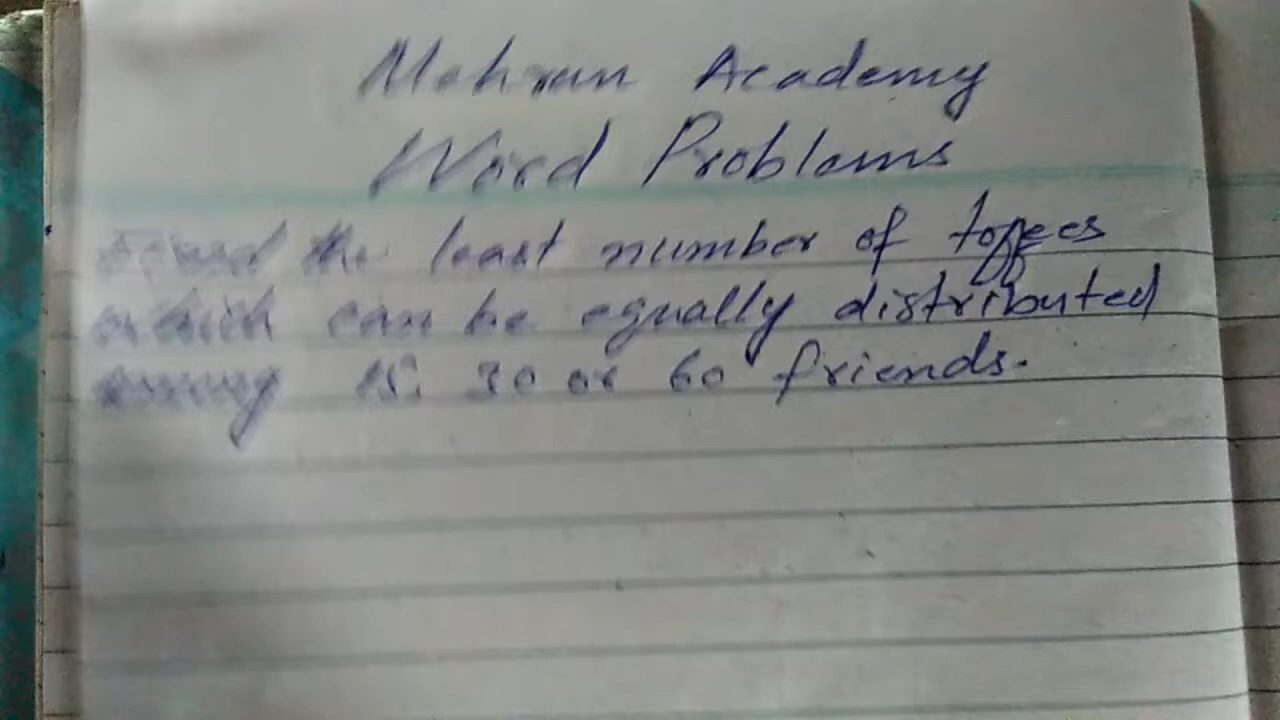 Mehran Academy
Word Problems
Found the least number of toffees
which can be equally distributed
among 15. 30 or 60 friends.